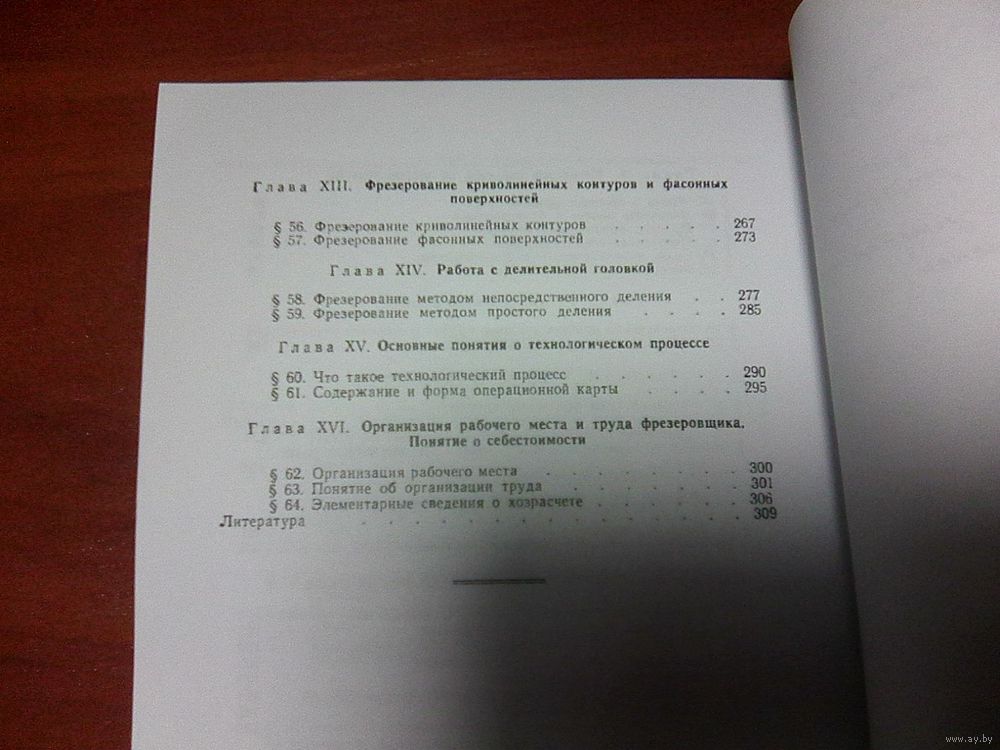 Глава XIII. Фрезерование криволинейных контуров и фасонных
поверхностей
§ 56. Фрезерование криволинейных контуров . . . . . 267
§ 57. Фрезерование фасонных поверхностей . . . . . 273
Глава XIV. Работа с делительной головкой
§ 58. Фрезерование методом непосредственного деления . . 277
§ 59. Фрезерование методом простого деления . . . . 285
Глава XV. Основные понятия о технологическом процессе
§ 60. Что такое технологический процесс . . . . . . 290
§ 61. Содержание и форма операционной карты . . . . 295
Глава XVI. Организация рабочего места и труда фрезеровщика.
Понятие о себестоимости
§ 62. Организация рабочего места . . . . . . . . 300
§ 63. Понятие об организации труда . . . . . . . 301
§ 64. Элементарные сведения о хозрасчете . . . . . . 306
Литература . . . . . . . . . . . . . . . 309
www.ay.by